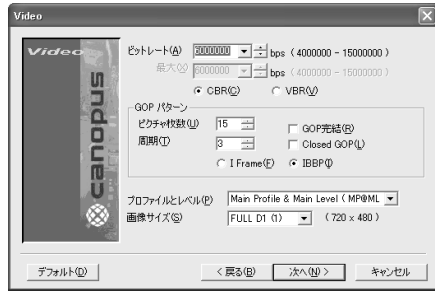 Video
Video
canopus
ビットレート(A) 6000000 bps (4000000 - 15000000)
最大(X) 6000000 bps (4000000 - 15000000)
CBR(C) VBR(V)
GOP パターン
ピクチャ枚数(U) 15 GOP完結(R)
周期(T) 3 Closed GOP(L)
I Frame(F) IBBP(I)
プロファイルとレベル(P) Main Profile & Main Level (MP@ML
画像サイズ(S) FULL D1 (1) (720 x 480)
デフォルト(D) < 戻る(B) 次へ(N) > キャンセル